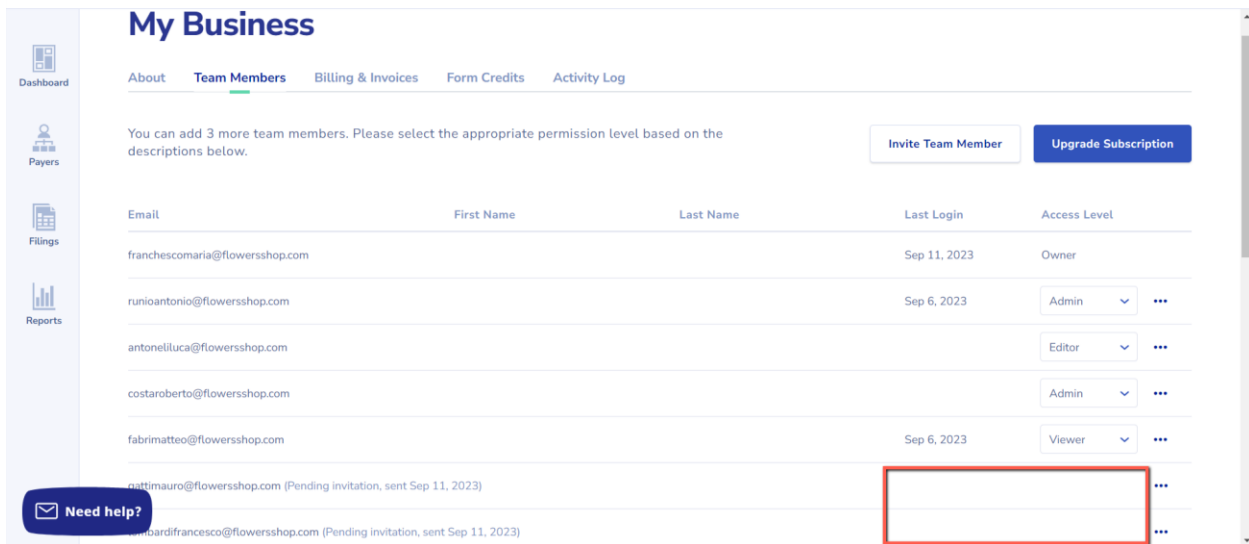 My Business
Dashboard
Payers
Filings
Reports
About Team Members Billing & Invoices Form Credits Activity Log
You can add 3 more team members. Please select the appropriate permission level based on the
descriptions below.
Invite Team Member Upgrade Subscription
Email First Name Last Name Last Login Access Level
franchescomaria@flowersshop.com Sep 11, 2023 Owner
runioantonio@flowersshop.com Sep 6, 2023 Admin
antoneliluca@flowersshop.com Editor
costaroberto@flowersshop.com Admin
fabrimatteo@flowersshop.com Sep 6, 2023 Viewer
gattimauro@flowersshop.com (Pending invitation, sent Sep 11, 2023)
Need help?
(Pending invitation, sent Sep 11, 2023)